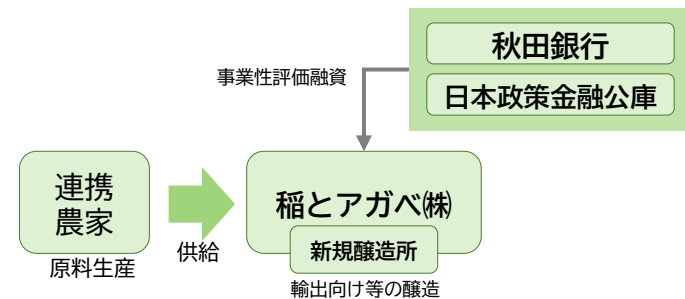 秋田銀行
日本政策金融公庫
事業性評価融資
連携
農家
原料生産
供給
稲とアガベ㈱
新規醸造所
輸出向け等の醸造